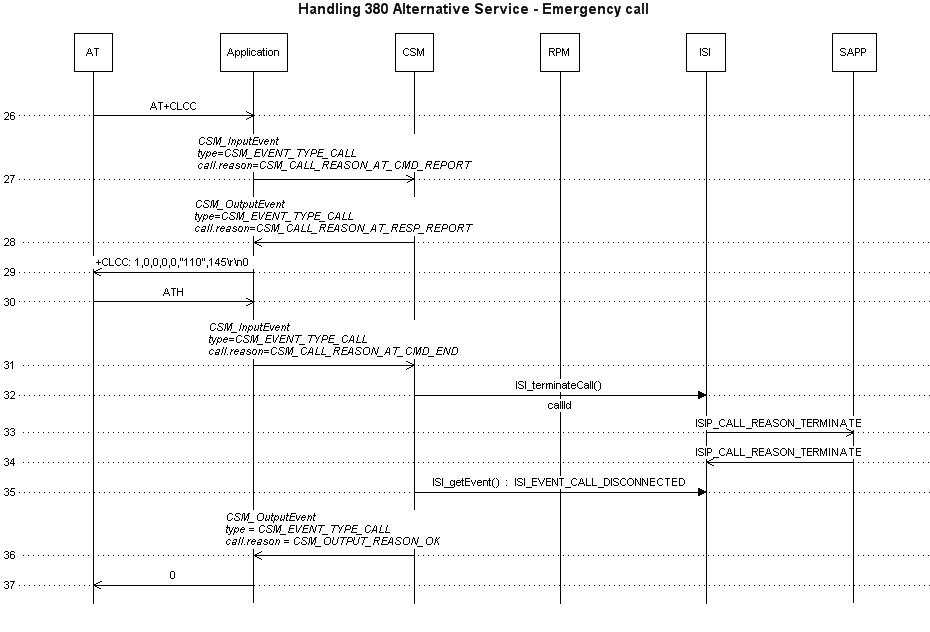 Handling 380 Alternative Service - Emergency call
AT
Application
CSM
RPM
ISI
SAPP
AT+CLCC
26
CSM_InputEvent
type=CSM_EVENT_TYPE_CALL
call.reason=CSM_CALL_REASON_AT_CMD_REPORT
27
CSM_OutputEvent
type=CSM_EVENT_TYPE_CALL
call.reason=CSM_CALL_REASON_AT_RESP_REPORT
28
+CLCC: 1,0,0,0,0,"110",145\r\n0
29
ATH
30
CSM_InputEvent
type=CSM_EVENT_TYPE_CALL
call.reason=CSM_CALL_REASON_AT_CMD_END
31
ISI_terminateCall()
32
callId
ISIP_CALL_REASON_TERMINATE
33
ISIP_CALL_REASON_TERMINATE
34
ISI_getEvent() : ISI_EVENT_CALL_DISCONNECTED
35
CSM_OutputEvent
type = CSM_EVENT_TYPE_CALL
call.reason = CSM_OUTPUT_REASON_OK
36
0
37